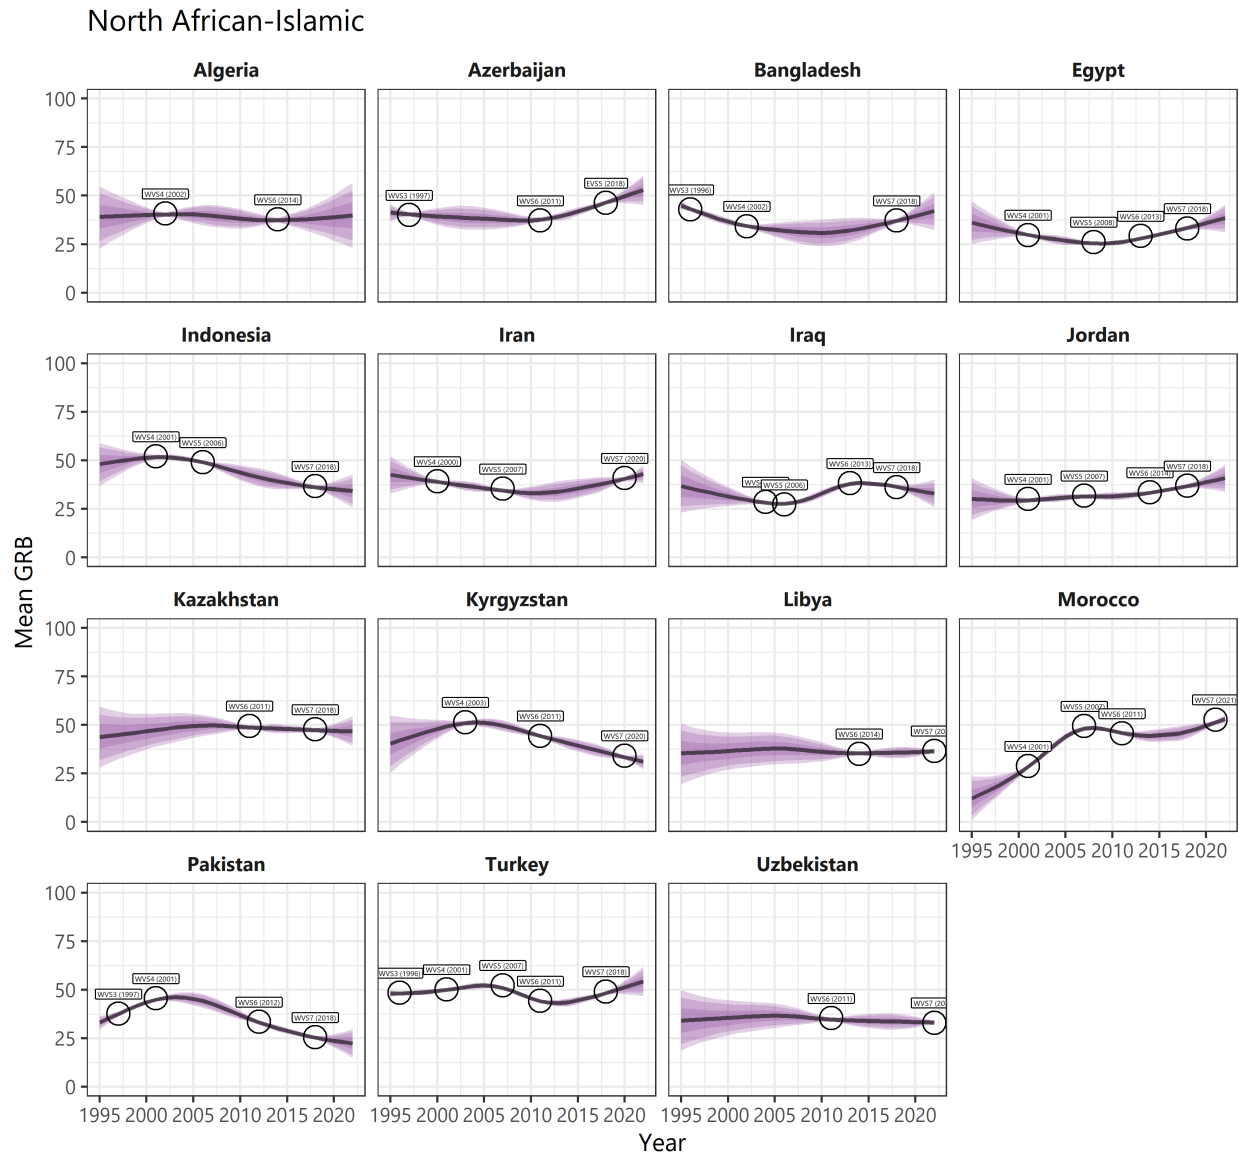 North African-Islamic
Algeria
Azerbaijan
Bangladesh
Egypt
100
75
50
25
0
WVS4 (2002)
WVS6 (2014)
WVS3 (1997)
WVS6 (2011)
EVS5 (2018)
WVS3 (1996)
WVS4 (2002)
WVS7 (2018)
WVS4 (2001)
WVS5 (2008)
WVS6 (2013)
WVS7 (2018)
Indonesia
Iran
Iraq
Jordan
100
75
50
25
0
WVS4 (2001)
WVS5 (2006)
WVS7 (2018)
WVS4 (2000)
WVS5 (2007)
WVS7 (2020)
WVS5 (2006)
WVS6 (2013)
WVS7 (2018)
WVS4 (2001)
WVS5 (2007)
WVS6 (2014)
WVS7 (2018)
Mean GRB
Kazakhstan
Kyrgyzstan
Libya
Morocco
100
75
50
25
0
WVS6 (2011)
WVS7 (2018)
WVS4 (2003)
WVS6 (2011)
WVS7 (2020)
WVS6 (2014)
WVS7 (20
WVS4 (2001)
WVS5 (2007)
WVS6 (2011)
WVS7 (2021)
1995 2000 2005 2010 2015 2020
Pakistan
Turkey
Uzbekistan
100
75
50
25
0
WVS3 (1997)
WVS4 (2001)
WVS6 (2012)
WVS7 (2018)
WVS3 (1996)
WVS4 (2001)
WVS5 (2007)
WVS6 (2011)
WVS7 (2018)
WVS6 (2011)
WVS7 (20
1995 2000 2005 2010 2015 2020
1995 2000 2005 2010 2015 2020
1995 2000 2005 2010 2015 2020
Year